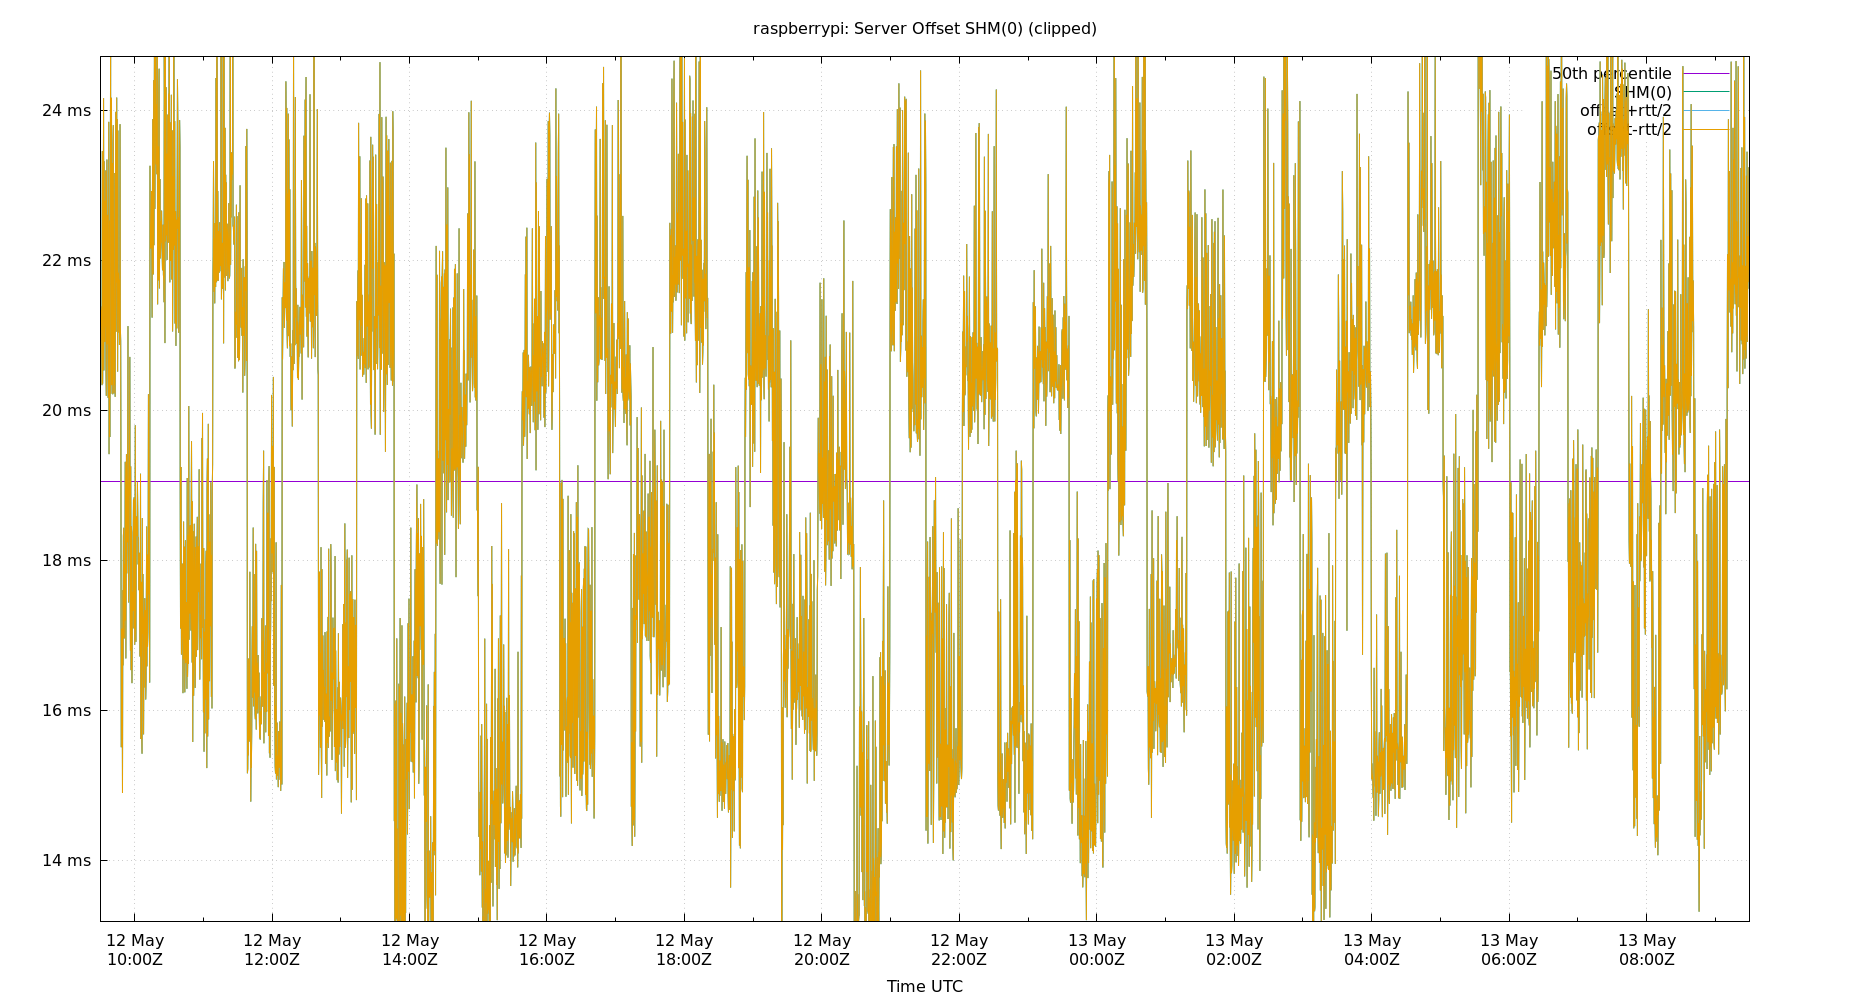 raspberrypi: Server Offset SHM(0) (clipped)
50th percentile
SHM(0)
offset+rtt/2
offset-rtt/2
24 ms
22 ms
20 ms
18 ms
16 ms
14 ms
12 May 12 May 12 May 12 May 12 May 12 May 12 May 13 May 13 May 13 May 13 May 13 May
10:00Z 12:00Z 14:00Z 16:00Z 18:00Z 20:00Z 22:00Z 00:00Z 02:00Z 04:00Z 06:00Z 08:00Z
Time UTC